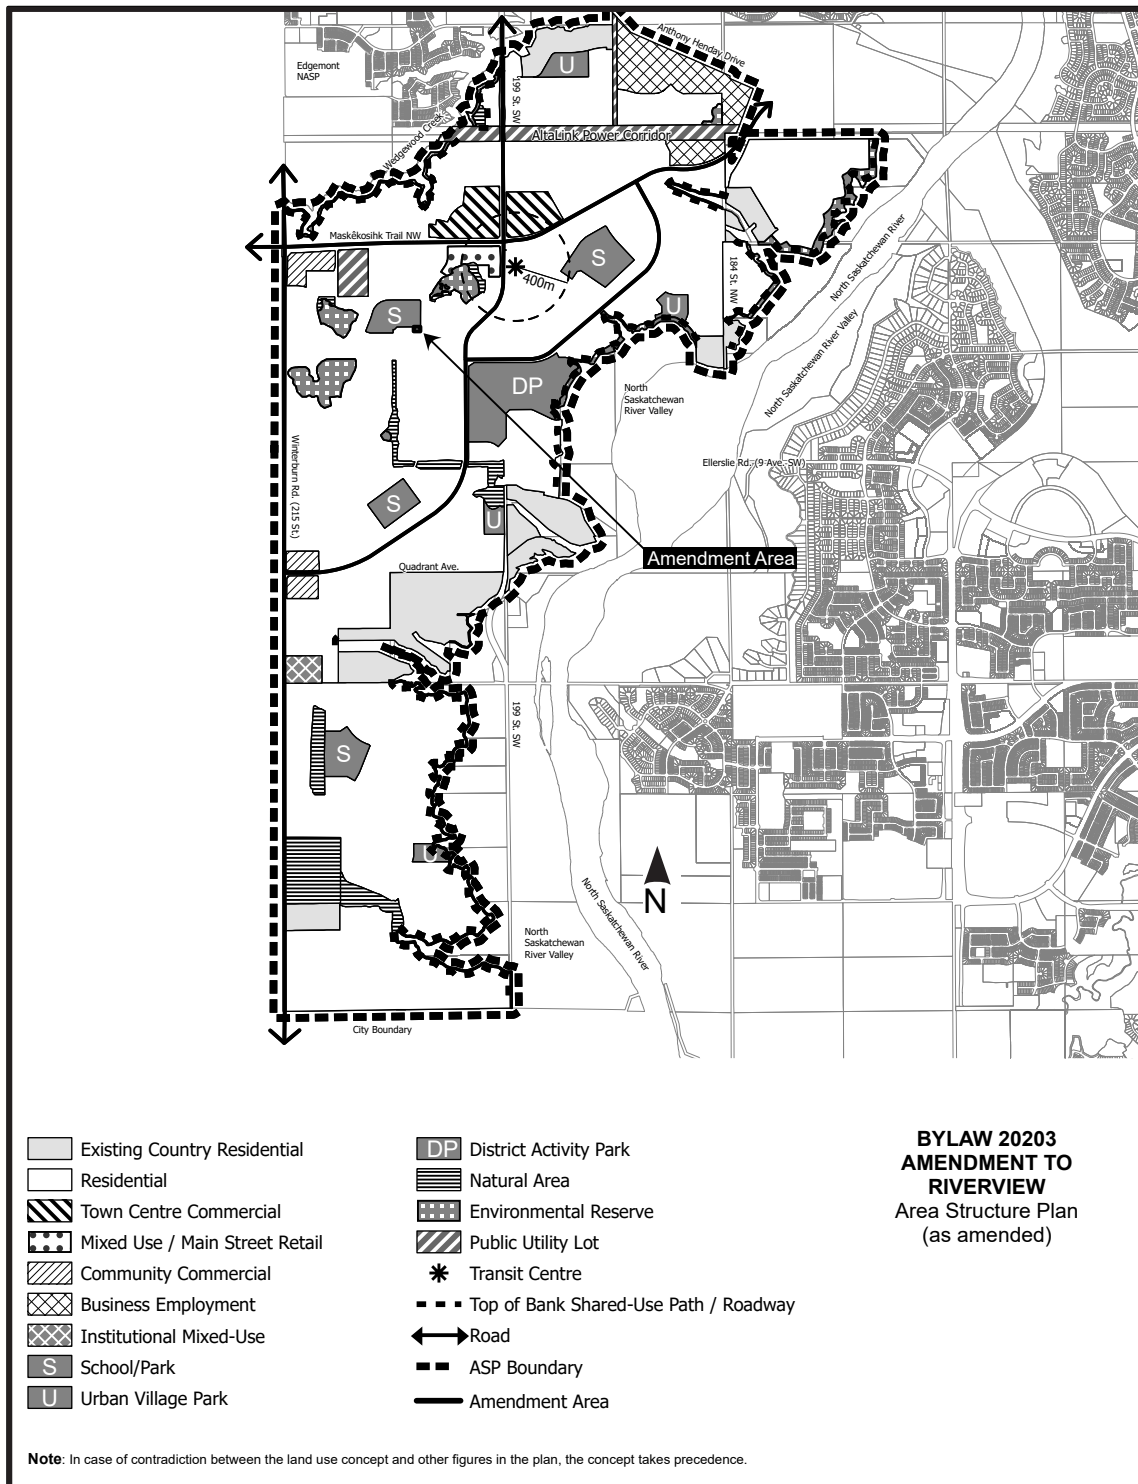 Edgemont
NASP
Anthony Henday Drive
U
199 St. SW
AltaLink Power Corridor
Wedgewood Creek
Maskêkosihk Trail NW
S
400m
184 St. NW
North Saskatchewan River
U
S
North Saskatchewan River Valley
DP
North
Saskatchewan
River Valley
Winterburn Rd. (215 St.)
Ellerslie Rd. (9 Ave. SW)
S
U
Amendment Area
Quadrant Ave.
199 St. SW
S
U
N
North Saskatchewan River
North
Saskatchewan
River Valley
City Boundary
Existing Country Residential
Residential
Town Centre Commercial
Mixed Use / Main Street Retail
Community Commercial
Business Employment
Institutional Mixed-Use
S School/Park
U Urban Village Park
DP District Activity Park
Natural Area
Environmental Reserve
Public Utility Lot
Transit Centre
Top of Bank Shared-Use Path / Roadway
Road
ASP Boundary
Amendment Area
BYLAW 20203
AMENDMENT TO
RIVERVIEW
Area Structure Plan
(as amended)
Note: In case of contradiction between the land use concept and other figures in the plan, the concept takes precedence.